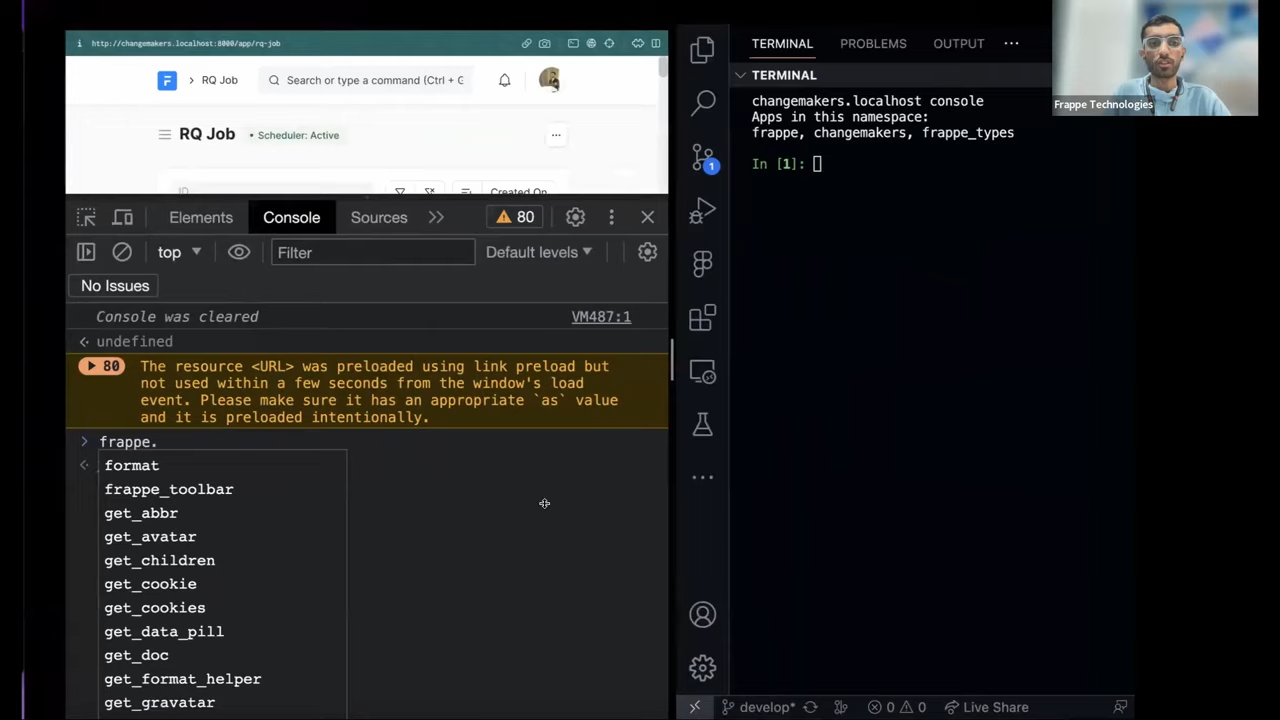 http://changemakers.localhost:8000/app/rq-job
RQ Job
Search or type a command (Ctrl + G
RQ Job
Scheduler: Active
ID
Created On
Elements
Console
Sources
80
top
Filter
Default levels
No Issues
Console was cleared
VM487:1
undefined
80
The resource <URL> was preloaded using link preload but
not used within a few seconds from the window's load
event. Please make sure it has an appropriate `as` value
and it is preloaded intentionally.
frappe.
format
frappe_toolbar
get_abbr
get_avatar
get_children
get_cookie
get_cookies
get_data_pill
get_doc
get_format_helper
get_gravatar
1
TERMINAL
PROBLEMS
OUTPUT
TERMINAL
changemakers.localhost console
Apps in this namespace:
frappe, changemakers, frappe_types
In [1]:
develop*
0
0
Live Share
Frappe Technologies